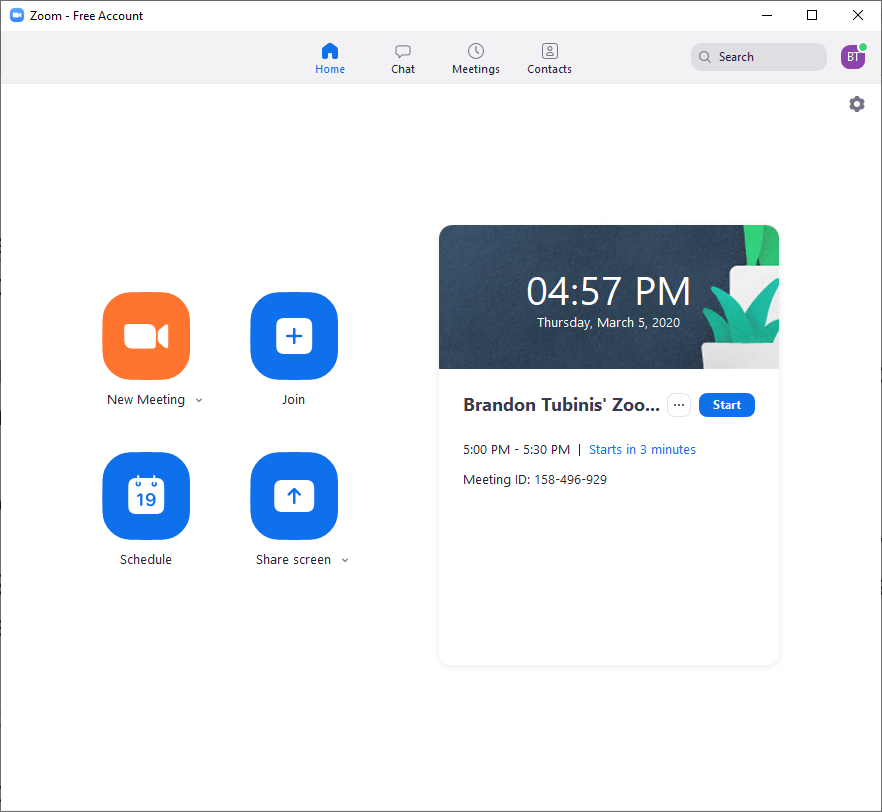 Zoom - Free Account
Home
Chat
Meetings
Contacts
Search
BT
04:57 PM
Thursday, March 5, 2020
New Meeting
Join
19
Schedule
Share screen
Brandon Tubinis' Zoo...
Start
5:00 PM - 5:30 PM | Starts in 3 minutes
Meeting ID: 158-496-929